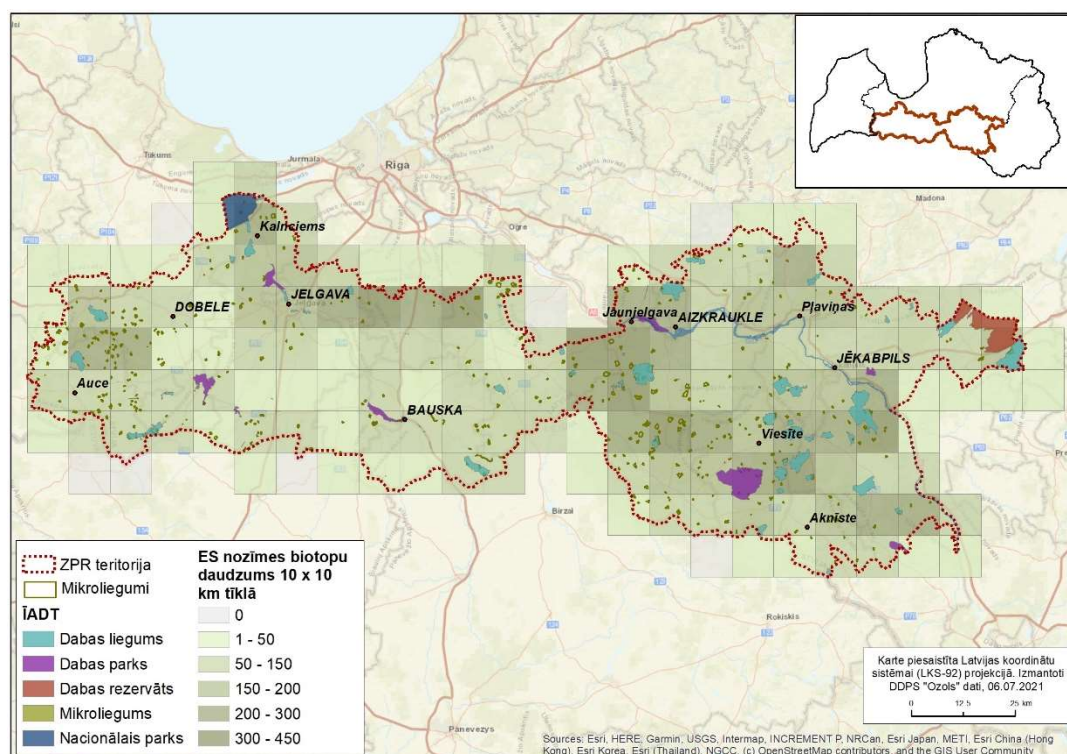 Tukums
Jurmala
Riga
Ogre
Madona
Kalnciems
DOBELE
JELGAVA
Jaunjelgava
AIZKRAUKLE
Pļaviņas
JĒKABPILS
Auce
BAUSKA
Viesīte
Aknīste
Birzai
Rokiskis
Panevezys
ZPR teritorija
Mikroliegumi
ĪADT
Dabas liegums
Dabas parks
Dabas rezervāts
Mikroliegums
Nacionālais parks
ES nozīmes biotopu
daudzums 10 x 10
km tīklā
0
1 - 50
50 - 150
150 - 200
200 - 300
300 - 450
Karte piesaistīta Latvijas koordinātu
sistēmai (LKS-92) projekcijā. Izmantoti
DDPS "Ozols" dati, 06.07.2021
0 12.5 25 km
Sources: Esri, HERE, Garmin, USGS, Intermap, INCREMENT P, NRCan, Esri Japan, METI, Esri China (Hong
Kong), Esri Korea, Esri (Thailand), NGCC, (c) OpenStreetMap contributors, and the GIS User Community